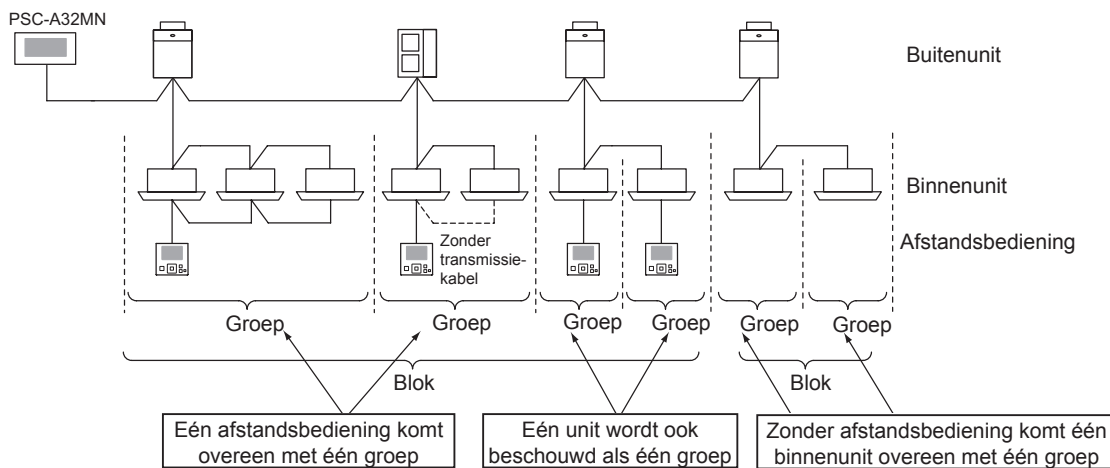 PSC-A32MN
Buitenunit
Binnenunit
Afstandsbediening
Zonder
transmissie-
kabel
Groep
Groep
Groep
Groep
Groep
Groep
Blok
Blok
Eén afstandsbediening komt
overeen met één groep
Eén unit wordt ook
beschouwd als één groep
Zonder afstandsbediening komt één
binnenunit overeen met één groep